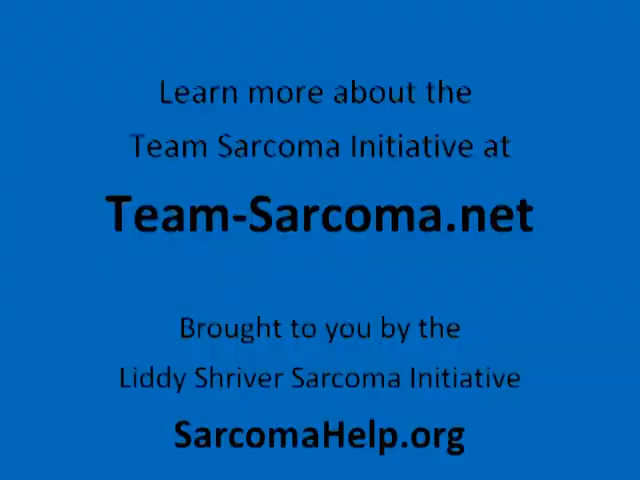 Learn more about the
Team Sarcoma Initiative at
Team-Sarcoma.net
Brought to you by the
Liddy Shriver Sarcoma Initiative
SarcomaHelp.org